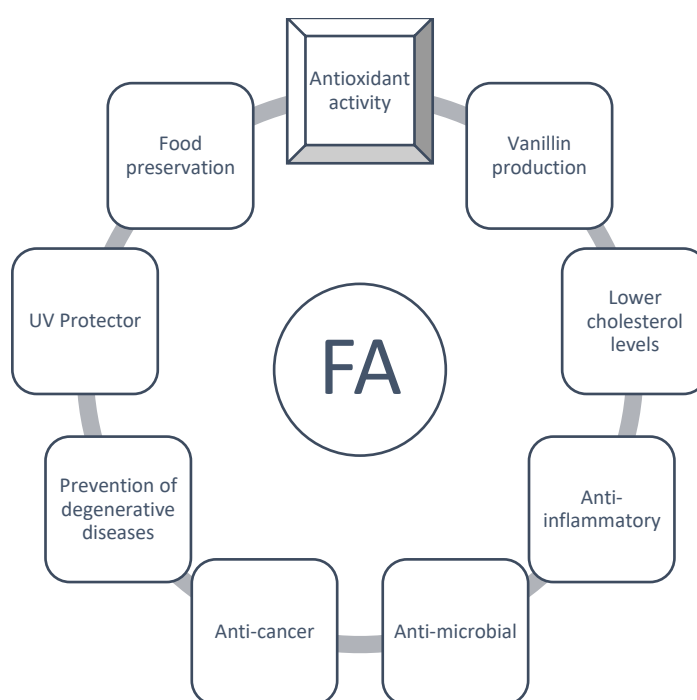 Antioxidant
activity
Vanillin
production
Lower
cholesterol
levels
Anti-
inflammatory
Anti-microbial
Anti-cancer
Prevention of
degenerative
diseases
UV Protector
Food
preservation
FA